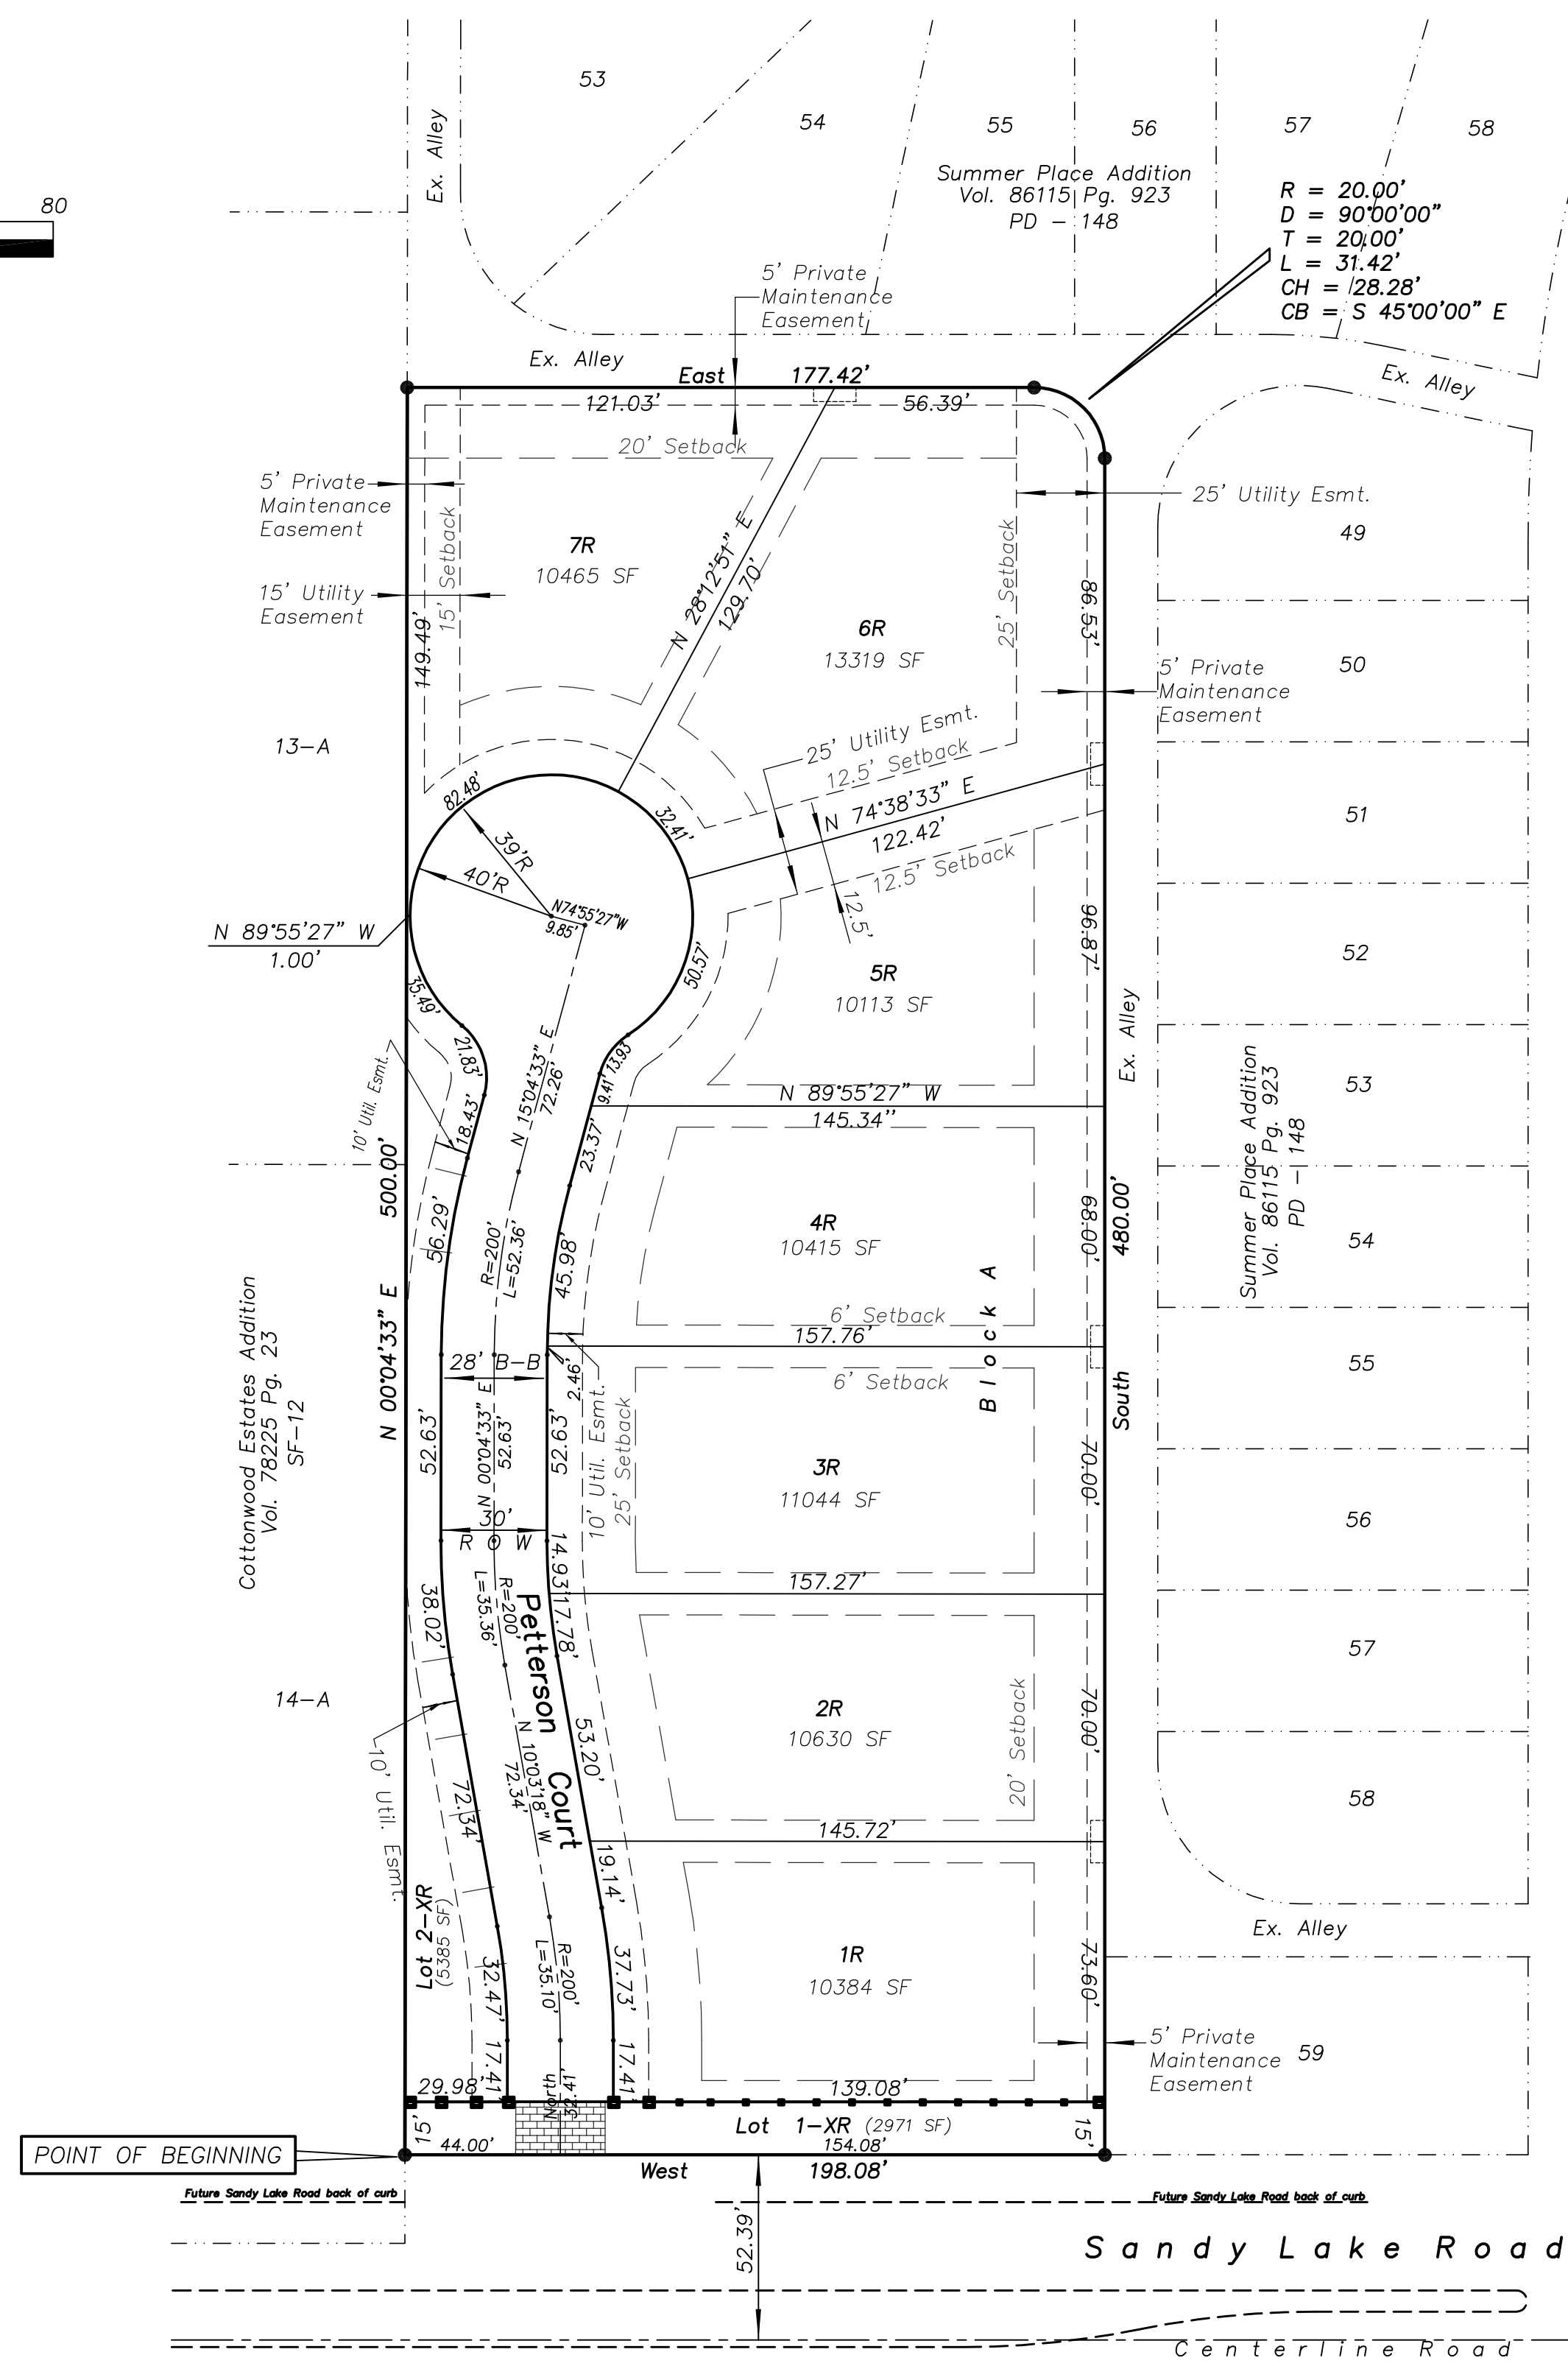 80
53
54
55
56
57
58
Ex. Alley
Summer Place Addition
Vol. 86115 Pg. 923
PD - 148
R = 20.00'
D = 90°00'00"
T = 20.00'
L = 31.42'
CH = 28.28'
CB = S 45°00'00" E
5' Private
Maintenance
Easement
Ex. Alley
East 177.42'
Ex. Alley
121.03'
56.39'
20' Setback
5' Private
Maintenance
Easement
25' Utility Esmt.
49
15' Setback
7R
10465 SF
N 28°12'51" E
129.70'
25' Setback
15' Utility
Easement
149.49'
86.53'
6R
13319 SF
50
5' Private
Maintenance
Easement
13-A
25' Utility Esmt.
12.5' Setback
N 74°38'33" E
122.42'
12.5' Setback
12.5'
51
82.48'
32.41'
39'R
40'R
N74°55'27"W
9.85'
N 89°55'27" W
1.00'
96.87'
52
50.57'
35.49'
5R
10113 SF
Ex. Alley
21.83'
13.93'
9.41'
N 15°04'33" E
72.26'
10' Util. Esmt.
53
Summer Place Addition
Vol. 86115 Pg. 923
PD - 148
N 89°55'27" W
145.34''
18.43'
23.37'
N 00°04'33" E 500.00'
56.29'
R=200'
L=52.36'
45.98'
4R
10415 SF
68.00'
South 480.00'
54
6' Setback
157.76'
Block A
Cottonwood Estates Addition
Vol. 78225 Pg. 23
SF-12
28' B-B
2.46'
6' Setback
55
52.63'
N 00°04'33" E
52.63'
52.63'
10' Util. Esmt.
25' Setback
3R
11044 SF
70.00'
56
30'
R O W
14.93'
157.27'
38.02'
L=35.36'
R=200'
17.78'
Petterson Court
57
14-A
53.20'
2R
10630 SF
20' Setback
70.00'
10' Util. Esmt.
72.34'
N 10°03'18" W
72.34'
58
145.72'
19.14'
Lot 2-XR
(5385 SF)
Ex. Alley
32.47'
L=35.10'
R=200'
37.73'
1R
10384 SF
73.60'
5' Private
Maintenance
Easement
59
17.41'
North
32.41'
17.41'
29.98'
139.08'
15'
Lot 1-XR (2971 SF)
15'
44.00'
154.08'
POINT OF BEGINNING
West 198.08'
Future Sandy Lake Road back of curb
Future Sandy Lake Road back of curb
52.39'
Sandy Lake Road
Centerline Road